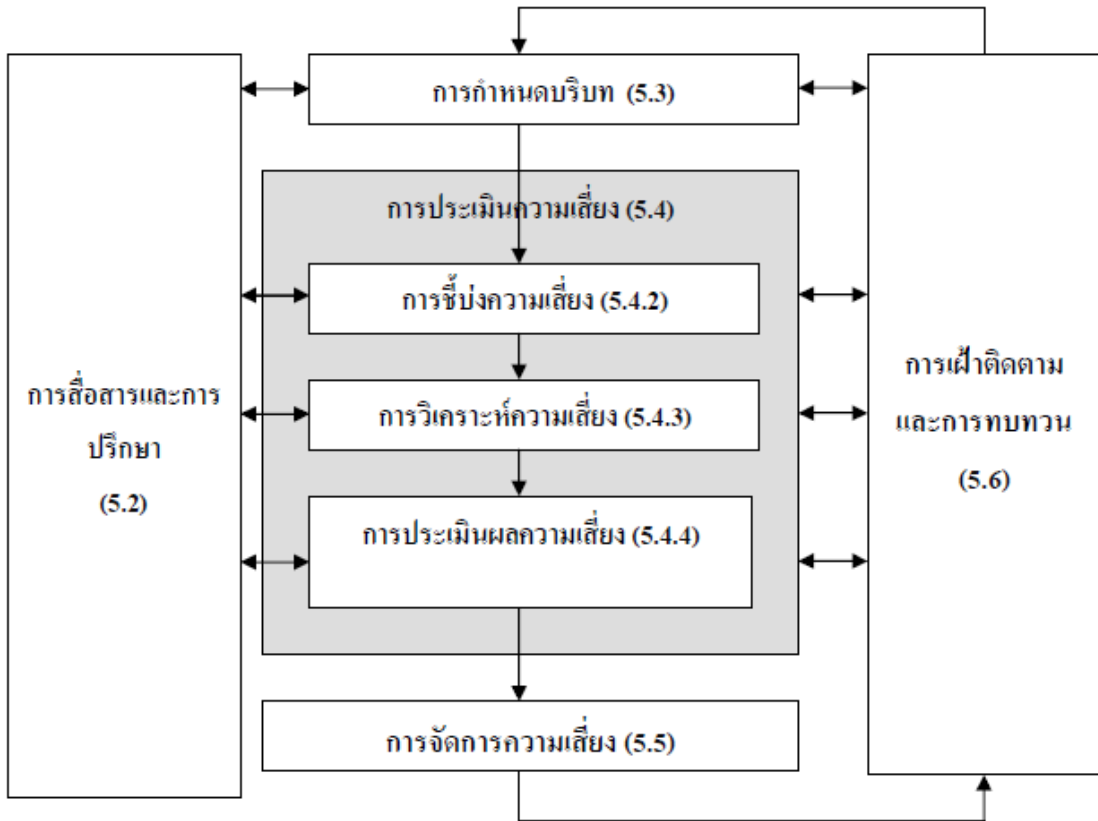 การกำหนดบริบท (5.3)
การประเมินความเสี่ยง (5.4)
การชี้บ่งความเสี่ยง (5.4.2)
การวิเคราะห์ความเสี่ยง (5.4.3)
การประเมินผลความเสี่ยง (5.4.4)
การจัดการความเสี่ยง (5.5)
การสื่อสารและการ
ปรึกษา
(5.2)
การเฝ้าติดตาม
และการทบทวน
(5.6)